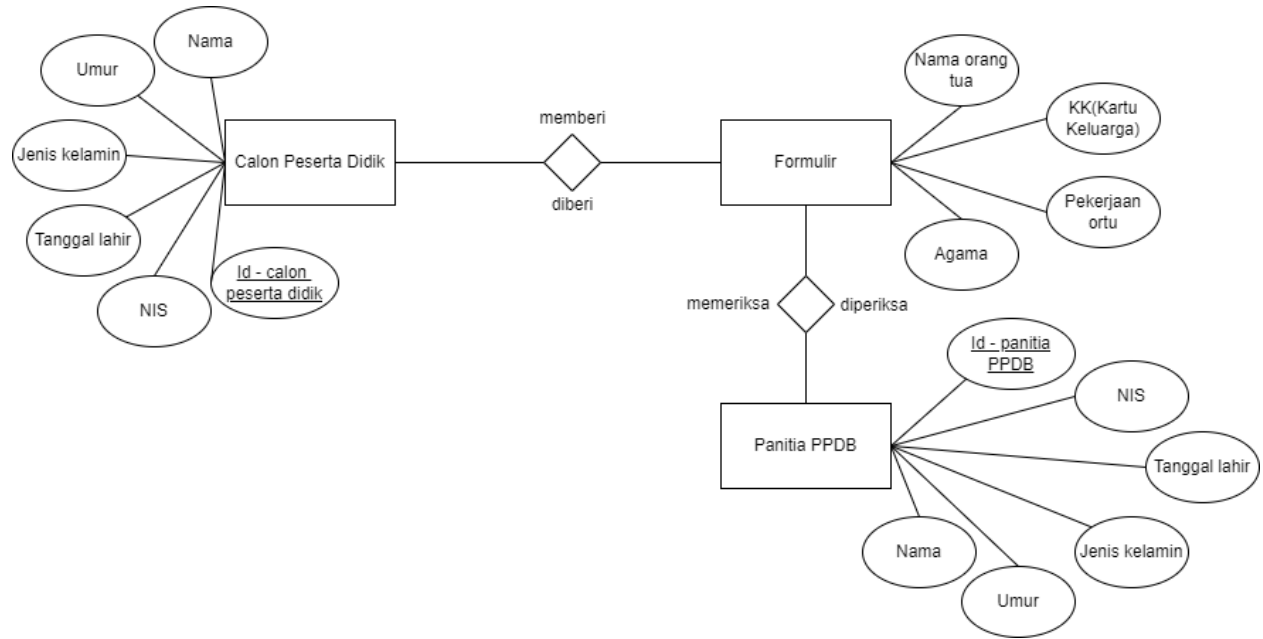 Nama
Umur
Jenis kelamin
Tanggal lahir
NIS
Id - calon
peserta didik
Calon Peserta Didik
memberi
diberi
Formulir
Nama orang
tua
KK(Kartu
Keluarga)
Pekerjaan
ortu
Agama
memeriksa
diperiksa
Panitia PPDB
Id - panitia
PPDB
NIS
Tanggal lahir
Jenis kelamin
Umur
Nama